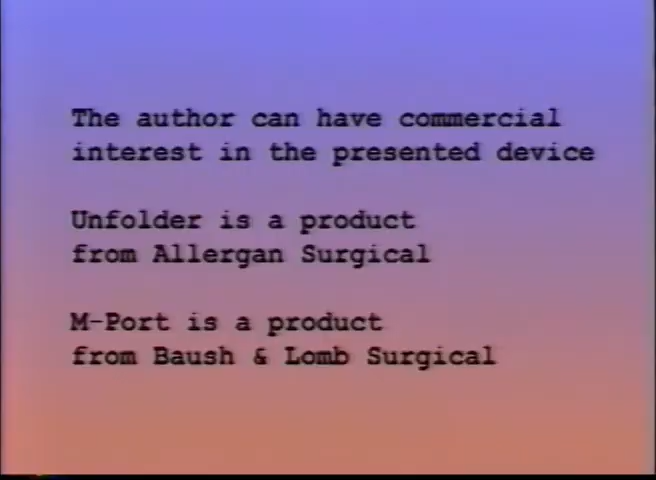 The author can have commercial
interest in the presented device
Unfolder is a product
from Allergan Surgical
M-Port is a product
from Baush & Lomb Surgical